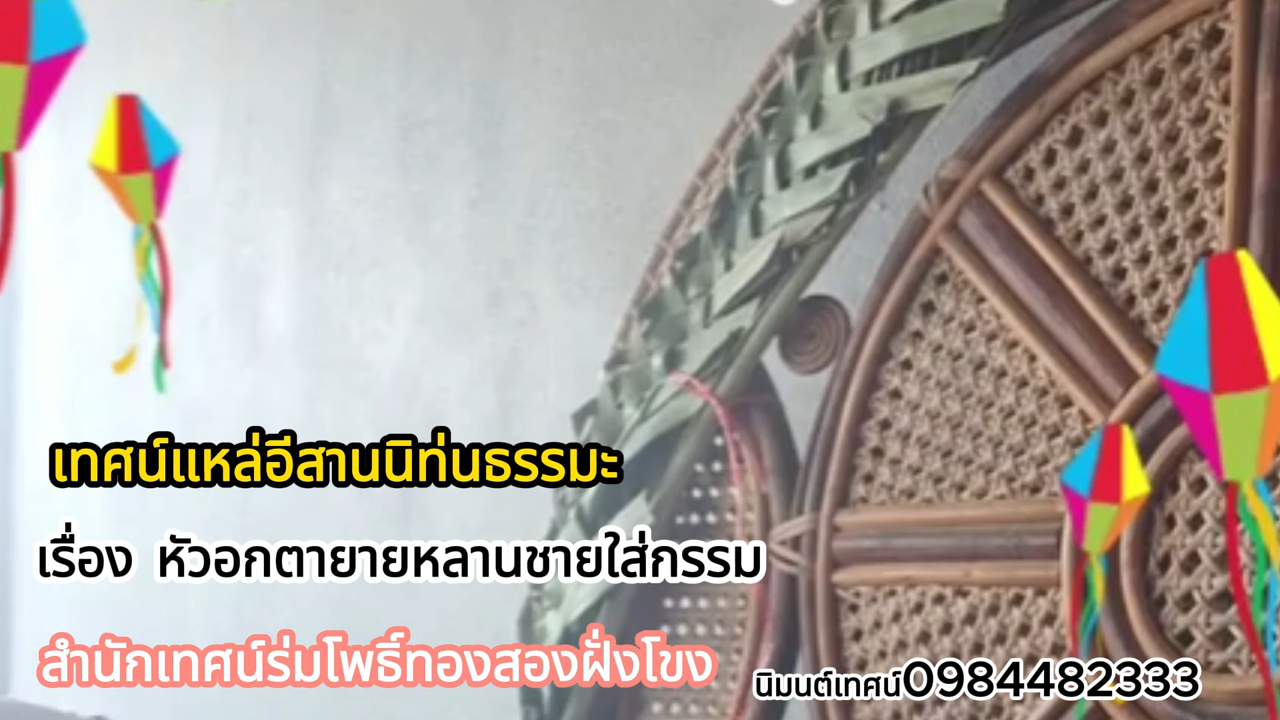 เทศน์แหล่อีสานนิท่นธรรมะ
เรื่อง หัวอกตายายหลานชายใส่กรรม
สำนักเทศน์ร่มโพธิ์ทองสองฝั่งโขง
นิมนต์เทศน์0984482333